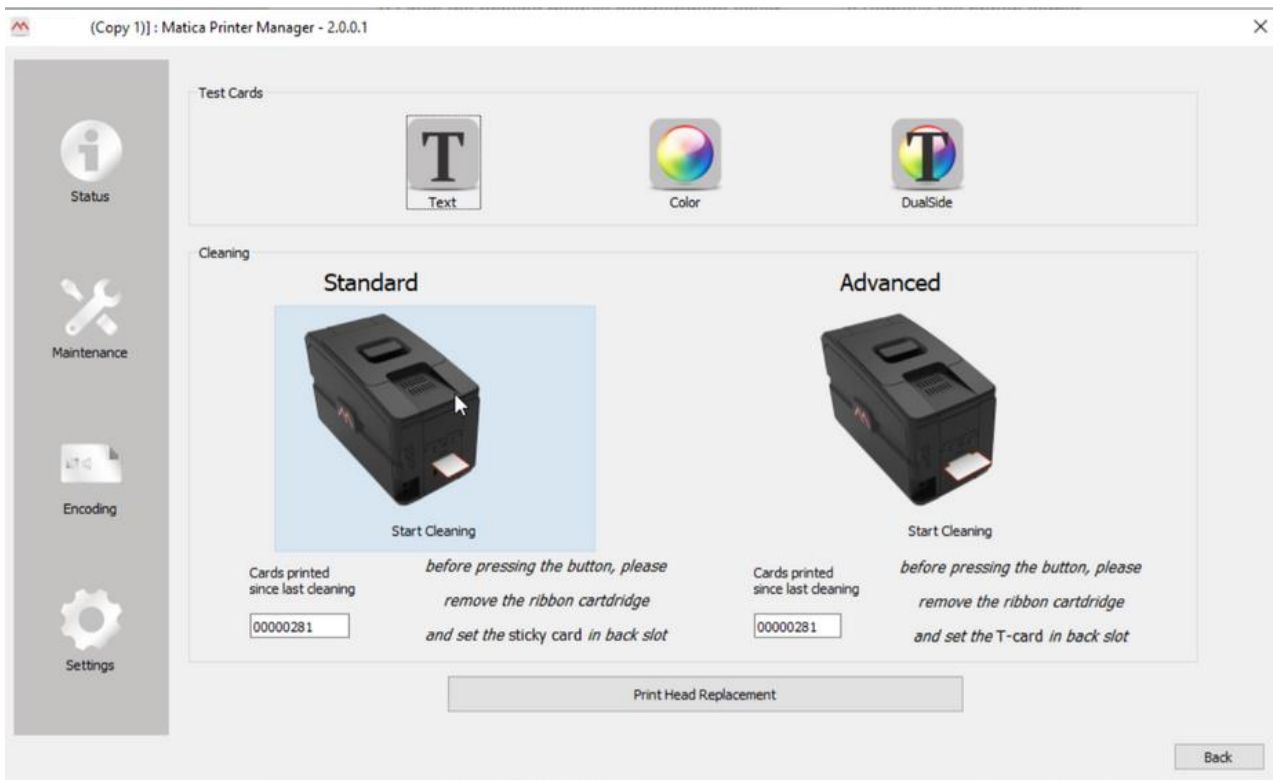 (Copy 1)] : Matica Printer Manager - 2.0.0.1
Test Cards
Status
Text
Color
DualSide
Cleaning
Standard
Advanced
Maintenance
Start Cleaning
Start Cleaning
Encoding
Cards printed
since last cleaning
00000281
before pressing the button, please
remove the ribbon cartdridge
and set the sticky card in back slot
Cards printed
since last cleaning
00000281
before pressing the button, please
remove the ribbon cartdridge
and set the T-card in back slot
Settings
Print Head Replacement
Back